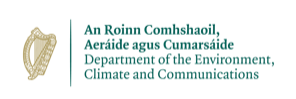 An Roinn Comhshaoil,
Aeráide agus Cumarsáide
Department of the Environment,
Climate and Communications